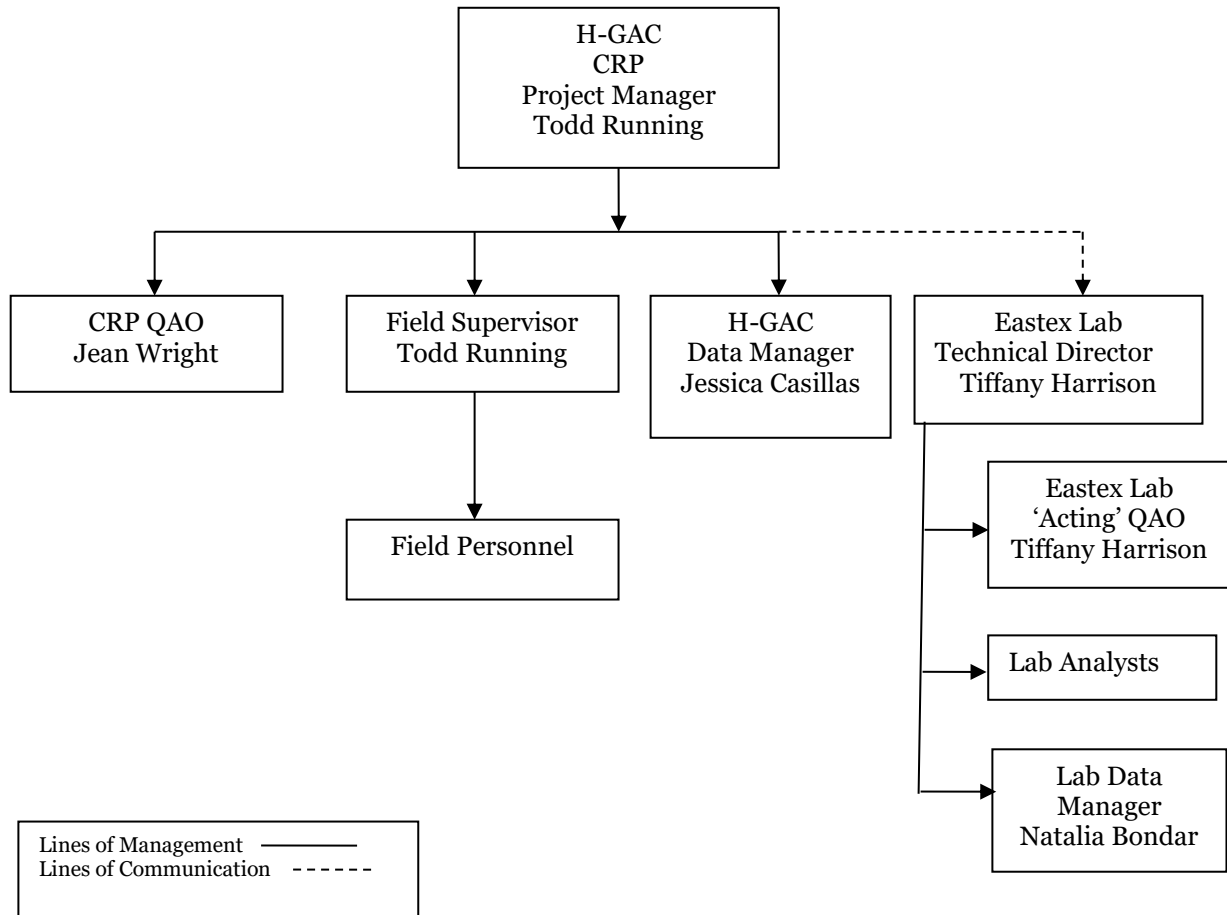 H-GAC
CRP
Project Manager
Todd Running
CRP QAO
Jean Wright
Field Supervisor
Todd Running
H-GAC
Data Manager
Jessica Casillas
Eastex Lab
Technical Director
Tiffany Harrison
Field Personnel
Eastex Lab
‘Acting’ QAO
Tiffany Harrison
Lab Analysts
Lab Data
Manager
Natalia Bondar
Lines of Management
Lines of Communication